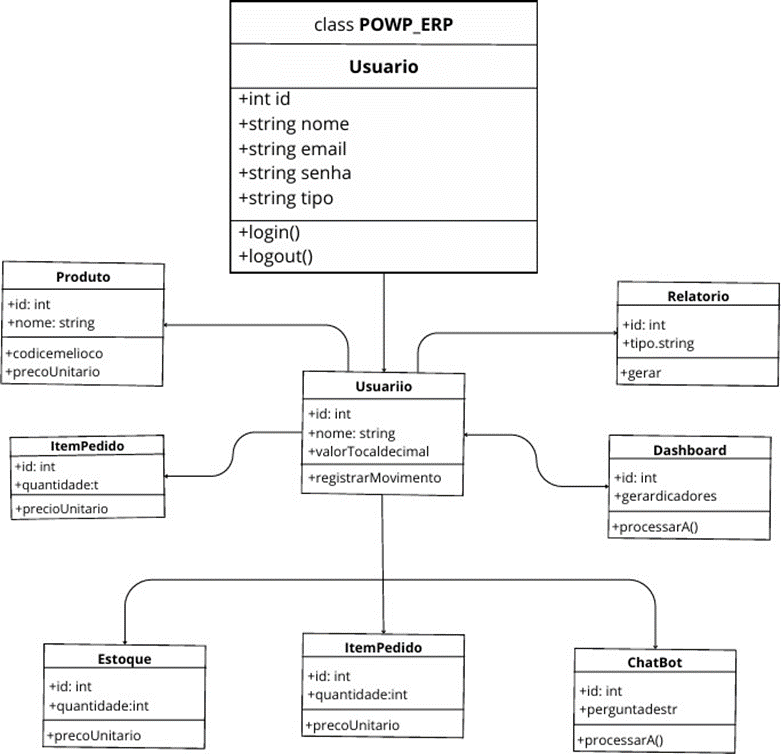 class POWP_ERP
Usuario
+int id
+string nome
+string email
+string senha
+string tipo
+login()
+logout()
Produto
+id: int
+nome: string
+codicemelioco
+precoUnitario
Relatorio
+id: int
+tipo.string
+gerar
Usuariio
+id: int
+nome: string
+valorTocaldecimal
+registrarMovimento
ItemPedido
+id: int
+quantidade:t
+precioUnitario
Dashboard
+id: int
+gerardicadores
+processarA()
Estoque
+id: int
+quantidade:int
+precoUnitario
ItemPedido
+id: int
+quantidade:int
+precoUnitario
ChatBot
+id: int
+perguntadestr
+processarA()